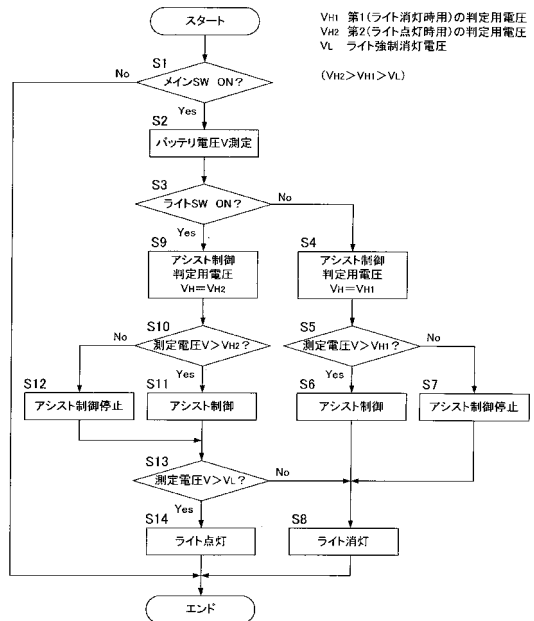 VH1 第1(ライト消灯時用)の判定用電圧
VH2 第2(ライト点灯時用)の判定用電圧
VL ライト強制消灯電圧
(VH2>VH1>VL)
スタート
S1
メインSW ON?
No
Yes
S2
バッテリ電圧V測定
S3
ライトSW ON?
No
Yes
S9
アシスト制御
判定用電圧
VH=VH2
S4
アシスト制御
判定用電圧
VH=VH1
S10
測定電圧V>VH2?
No
Yes
S5
測定電圧V>VH1?
No
Yes
S12
アシスト制御停止
S11
アシスト制御
S6
アシスト制御
S7
アシスト制御停止
S13
測定電圧V>VL?
No
Yes
S14
ライト点灯
S8
ライト消灯
エンド